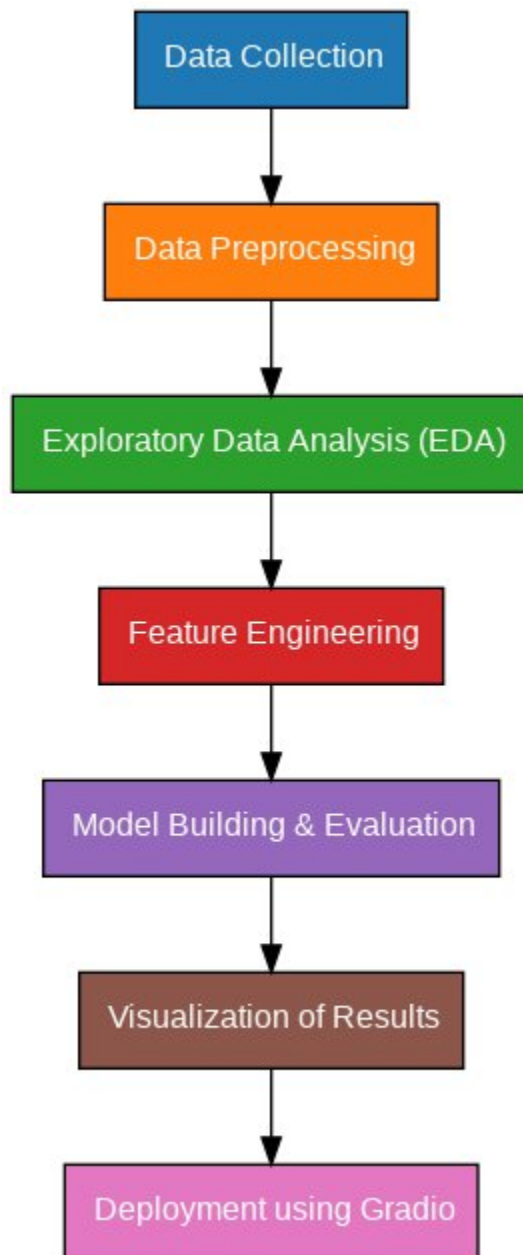 Data Collection
Data Preprocessing
Exploratory Data Analysis (EDA)
Feature Engineering
Model Building & Evaluation
Visualization of Results
Deployment using Gradio